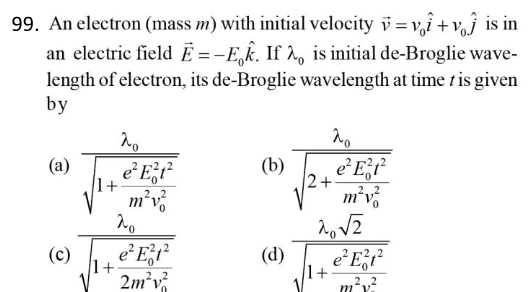 99. An electron (mass m) with initial velocity v⃗ = v₀î + v₀ĵ is in
an electric field E⃗ = −E₀k̂. If λ₀ is initial de-Broglie wave-
length of electron, its de-Broglie wavelength at time t is given
by
(a) λ₀ / √(1 + e²E₀²t² / m²v₀²) (b) λ₀ / √(2 + e²E₀²t² / m²v₀²)
(c) λ₀ / √(1 + e²E₀²t² / 2m²v₀²) (d) λ₀√2 / √(1 + e²E₀²t² / m²v₀²)